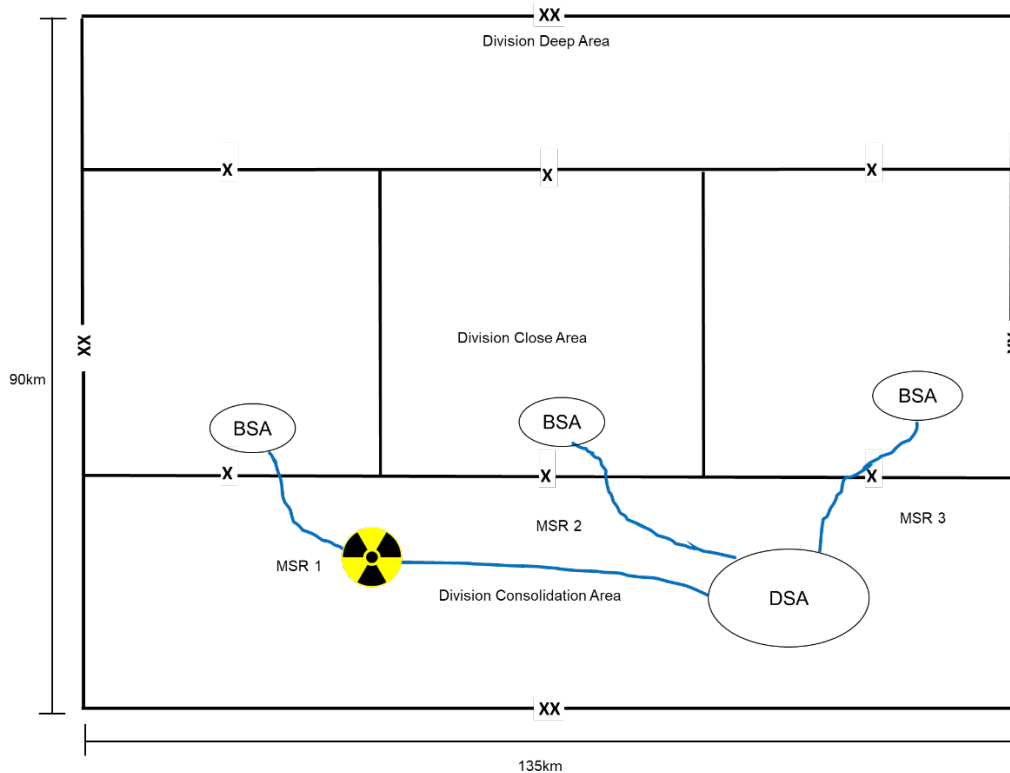 XX
Division Deep Area
X
X
X
XX
XX
Division Close Area
90km
BSA
BSA
BSA
X
X
X
MSR 1
MSR 2
MSR 3
Division Consolidation Area
DSA
XX
135km